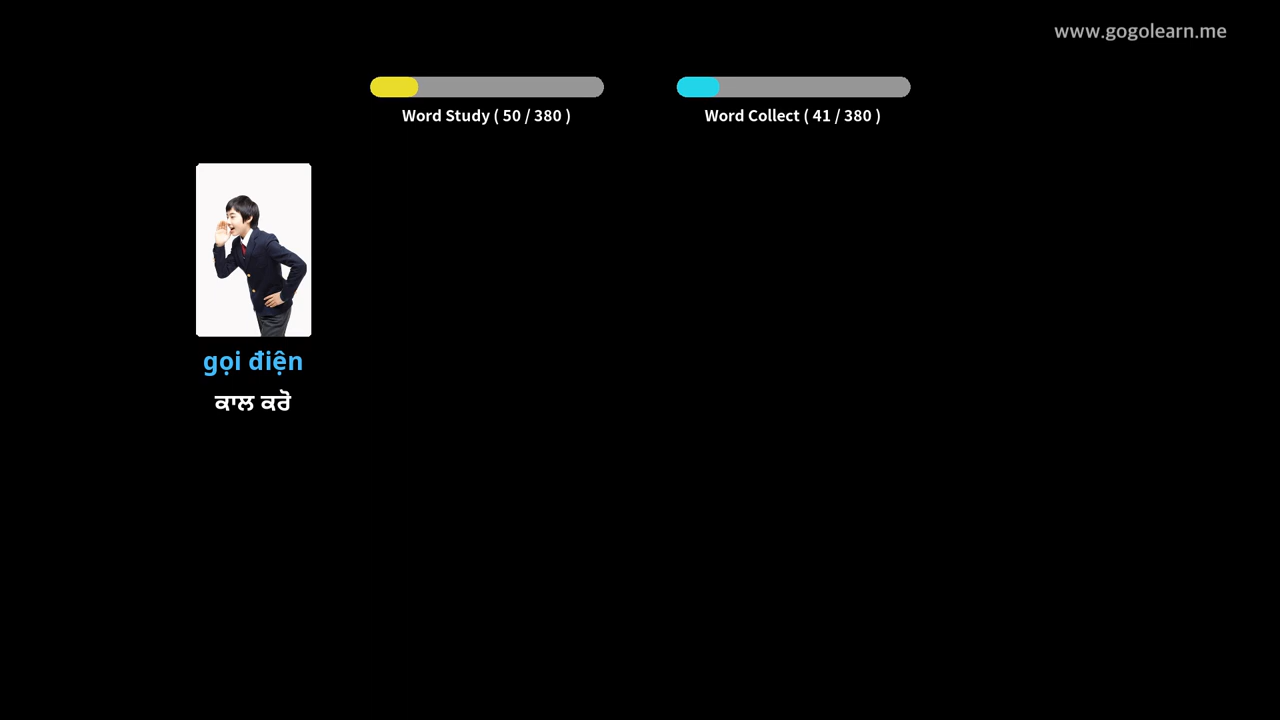 www.gogolearn.me
Word Study ( 50 / 380 )
Word Collect ( 41 / 380 )
gọi điện
ਕਾਲ ਕਰੋ